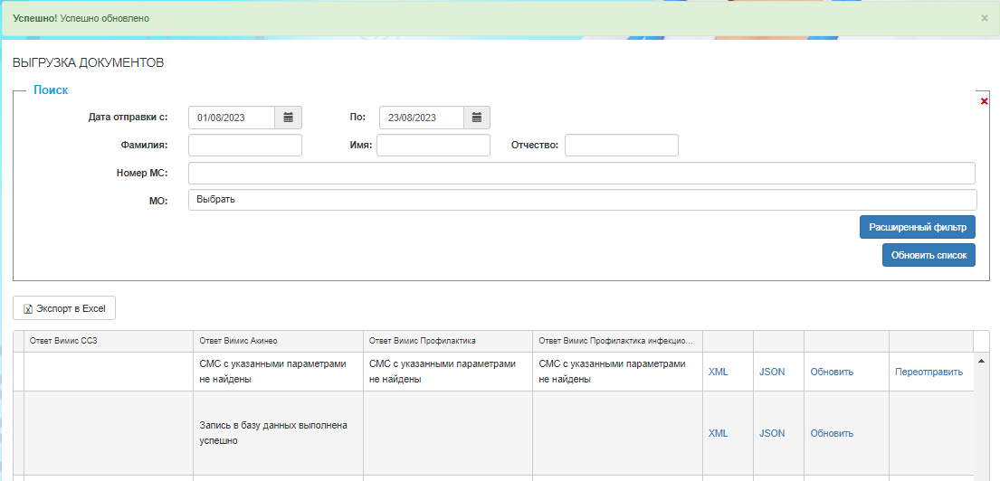 Успешно! Успешно обновлено ×
ВЫГРУЗКА ДОКУМЕНТОВ
Поиск
Дата отправки с: 01/08/2023 По: 23/08/2023
Фамилия: Имя: Отчество:
Номер МС:
МО: Выбрать
Расширенный фильтр
Обновить список
Экспорт в Excel
Ответ Вимис ССЗ Ответ Вимис Акинео Ответ Вимис Профилактика Ответ Вимис Профилактика инфекцио...
СМС с указанными параметрами СМС с указанными параметрами СМС с указанными параметрами
не найдены не найдены не найдены XML JSON Обновить Переотправить
Запись в базу данных выполнена
успешно XML JSON Обновить